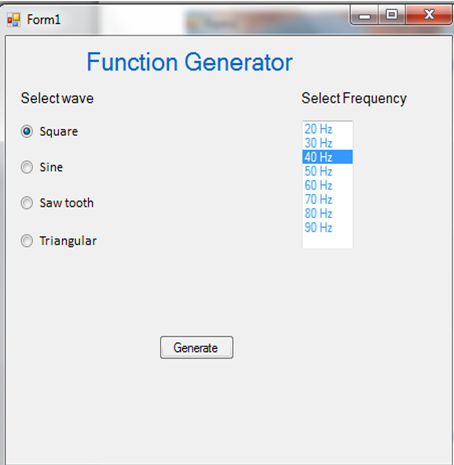 Form1
Function Generator
Select wave
Select Frequency
Square
Sine
Saw tooth
Triangular
20 Hz
30 Hz
40 Hz
50 Hz
60 Hz
70 Hz
80 Hz
90 Hz
Generate